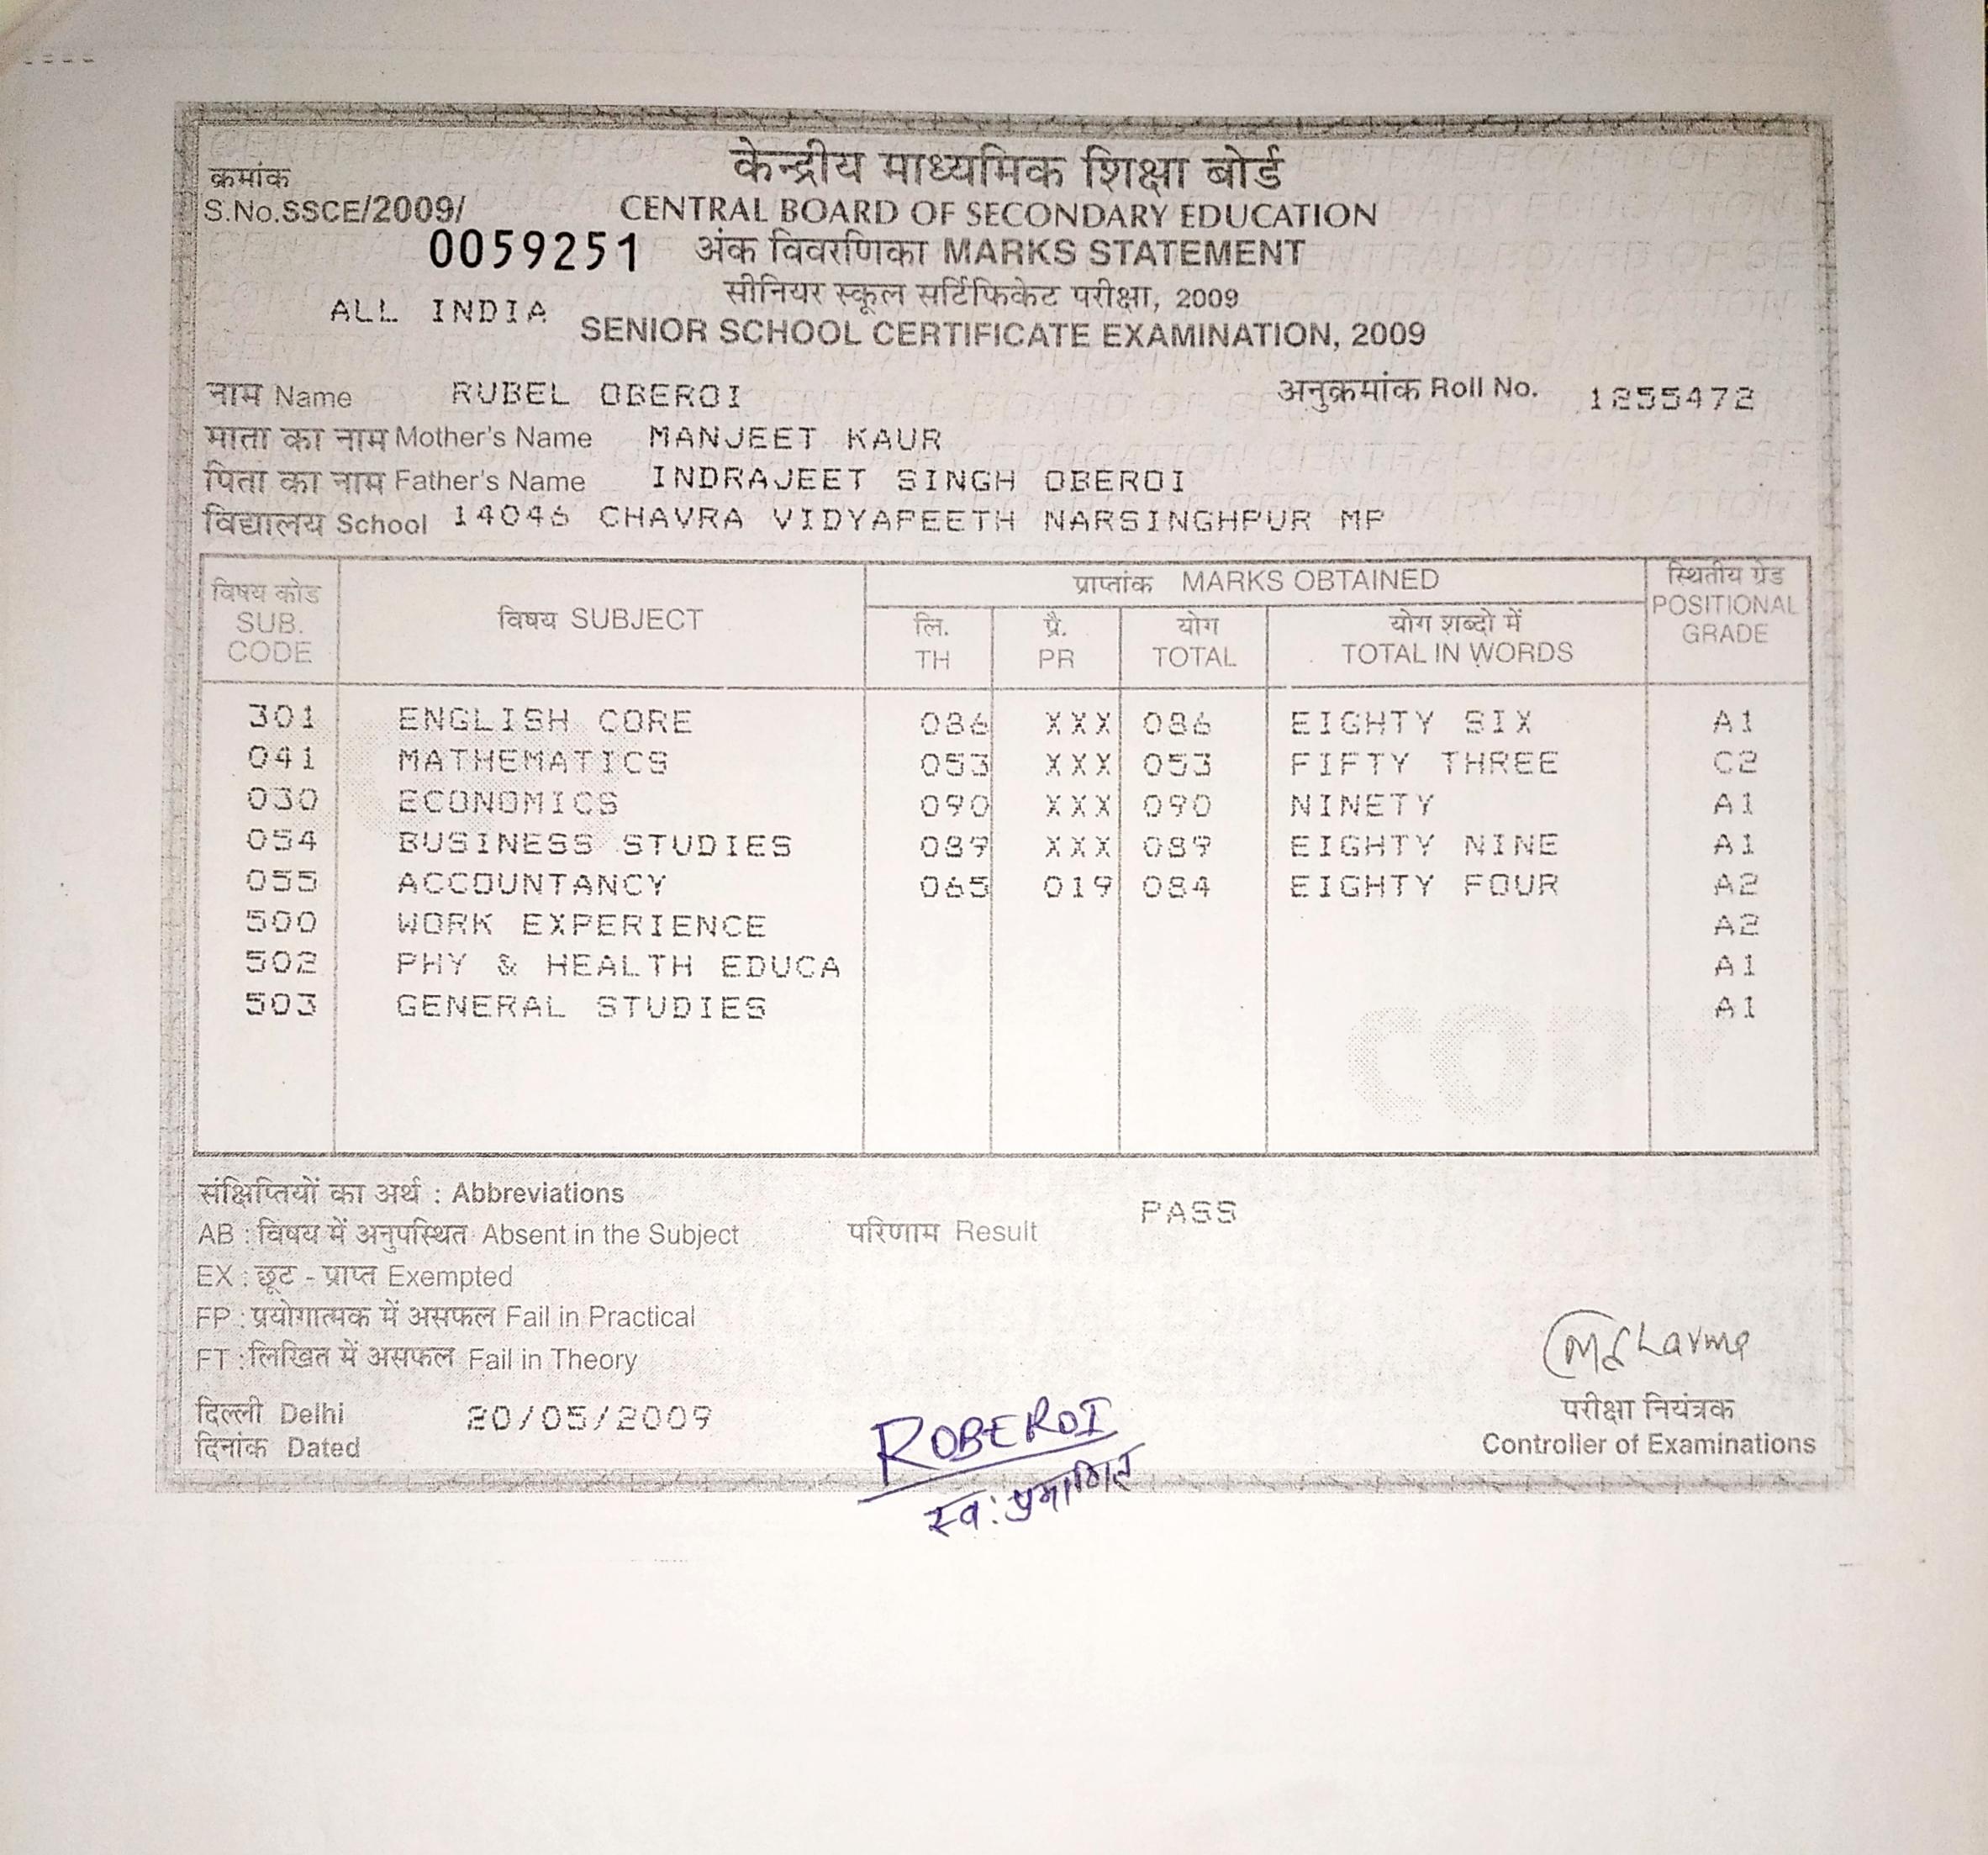 केन्द्रीय माध्यमिक शिक्षा बोर्ड
क्रमांक
S.No.SSCE/2009/ CENTRAL BOARD OF SECONDARY EDUCATION
0059251 अंक विवरणिका MARKS STATEMENT
सीनियर स्कूल सर्टिफिकेट परीक्षा, 2009
ALL INDIA
SENIOR SCHOOL CERTIFICATE EXAMINATION, 2009
नाम Name RUBEL OBEROI अनुक्रमांक Roll No. 1255472
माता का नाम Mother's Name MANJEET KAUR
पिता का नाम Father's Name INDRAJEET SINGH OBEROI
विद्यालय School 14046 CHAVRA VIDYAPEETH NARSINGHPUR MP
विषय कोड SUB. CODE विषय SUBJECT प्राप्तांक MARKS OBTAINED स्थितीय ग्रेड POSITIONAL GRADE
लि. TH प्रै. PR योग TOTAL योग शब्दो में TOTAL IN WORDS
301 ENGLISH CORE 086 XXX 086 EIGHTY SIX A1
041 MATHEMATICS 053 XXX 053 FIFTY THREE C2
030 ECONOMICS 090 XXX 090 NINETY A1
054 BUSINESS STUDIES 089 XXX 089 EIGHTY NINE A1
055 ACCOUNTANCY 065 019 084 EIGHTY FOUR A2
500 WORK EXPERIENCE A2
502 PHY & HEALTH EDUCA A1
503 GENERAL STUDIES A1
COPY
संक्षिप्तियों का अर्थ : Abbreviations
AB : विषय में अनुपस्थित Absent in the Subject परिणाम Result PASS
EX : छूट - प्राप्त Exempted
FP : प्रयोगात्मक में असफल Fail in Practical
FT : लिखित में असफल Fail in Theory
दिल्ली Delhi
दिनांक Dated 20/05/2009
परीक्षा नियंत्रक
Controller of Examinations
ROBEROI
स्व: प्रमाणित